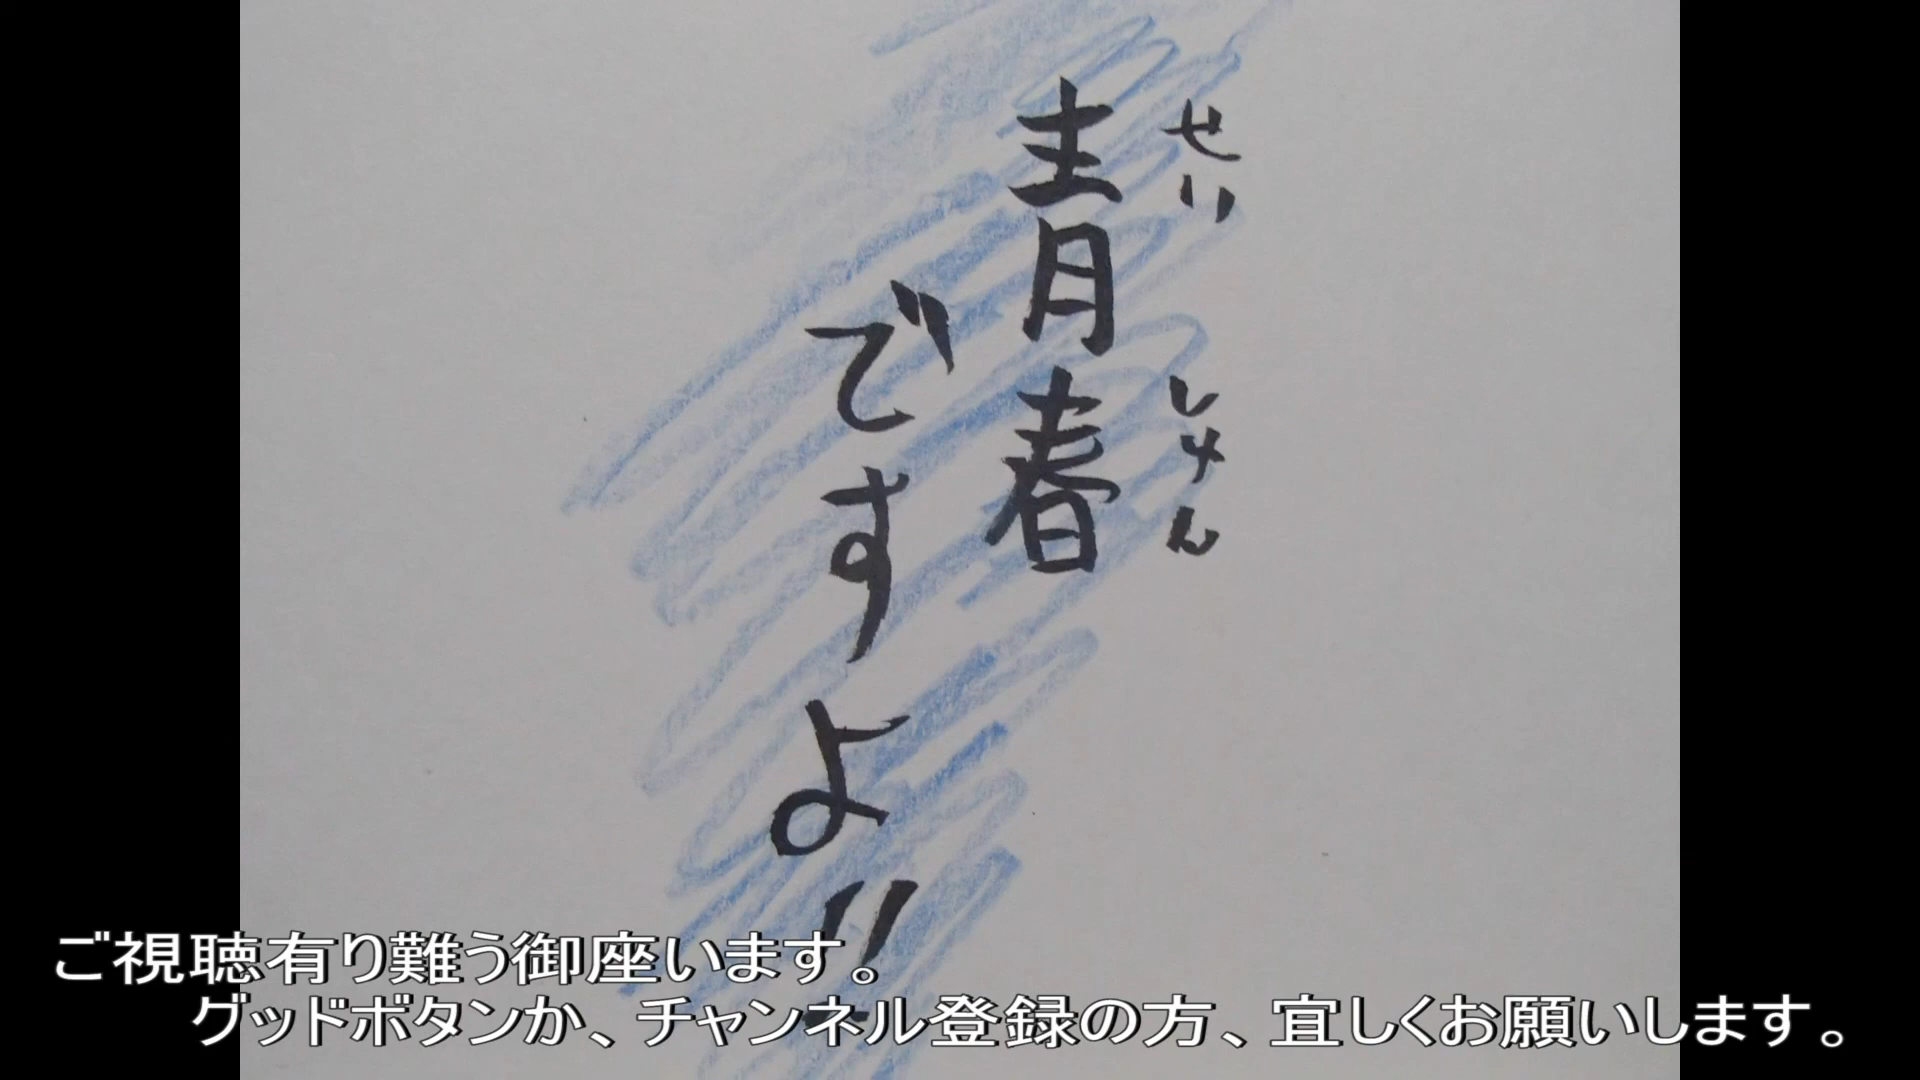 せいしゅん
青春
ですよ!!
ご視聴有り難う御座います。
グッドボタンか、チャンネル登録の方、宜しくお願いします。